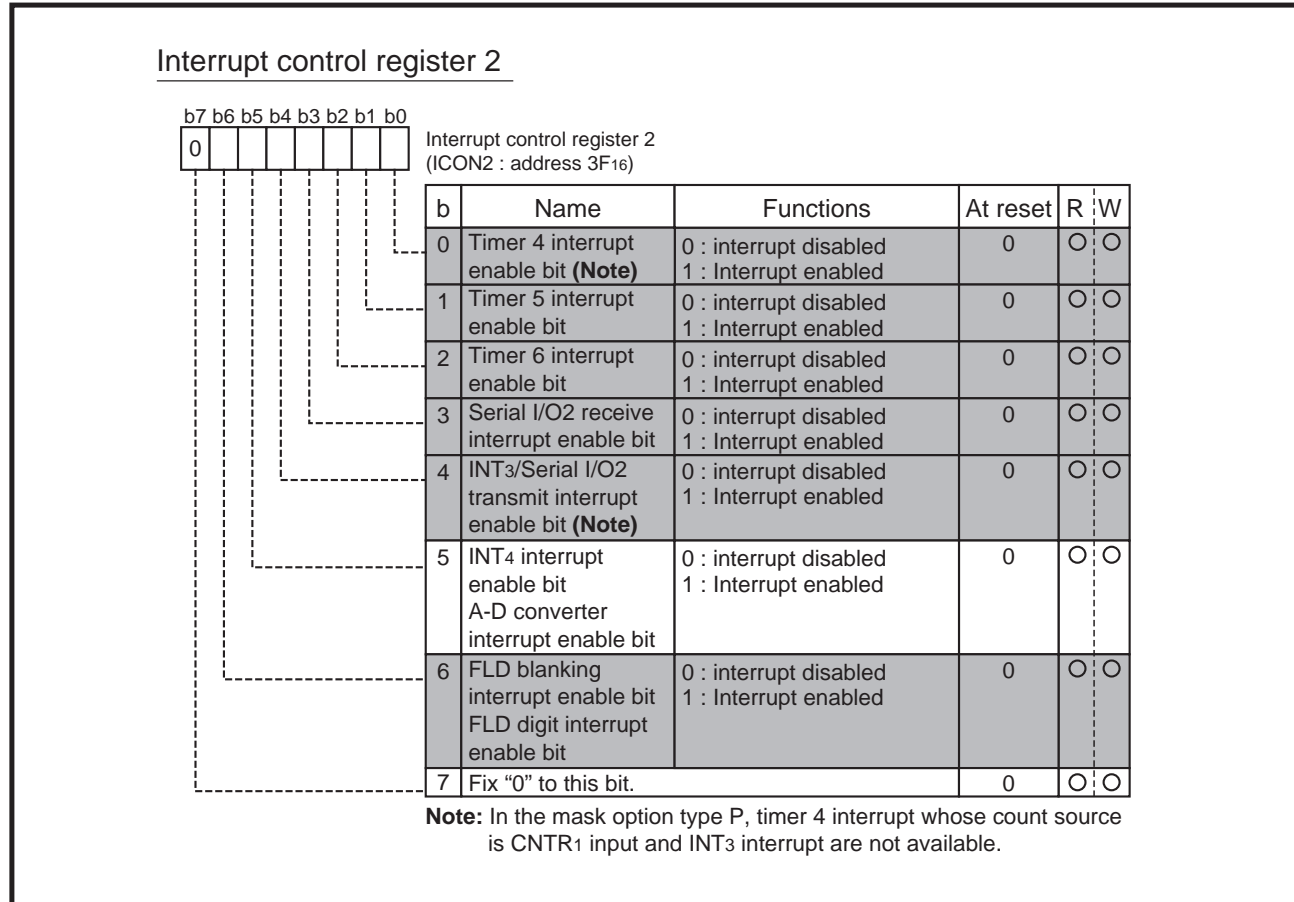 Interrupt control register 2
b7 b6 b5 b4 b3 b2 b1 b0
0
Interrupt control register 2
(ICON2 : address 3F16)
b Name Functions At reset R W
0 Timer 4 interrupt enable bit (Note) 0 : interrupt disabled 1 : Interrupt enabled 0 O O
1 Timer 5 interrupt enable bit 0 : interrupt disabled 1 : Interrupt enabled 0 O O
2 Timer 6 interrupt enable bit 0 : interrupt disabled 1 : Interrupt enabled 0 O O
3 Serial I/O2 receive interrupt enable bit 0 : interrupt disabled 1 : Interrupt enabled 0 O O
4 INT3/Serial I/O2 transmit interrupt enable bit (Note) 0 : interrupt disabled 1 : Interrupt enabled 0 O O
5 INT4 interrupt enable bit A-D converter interrupt enable bit 0 : interrupt disabled 1 : Interrupt enabled 0 O O
6 FLD blanking interrupt enable bit FLD digit interrupt enable bit 0 : interrupt disabled 1 : Interrupt enabled 0 O O
7 Fix “0” to this bit. 0 O O
Note: In the mask option type P, timer 4 interrupt whose count source
is CNTR1 input and INT3 interrupt are not available.